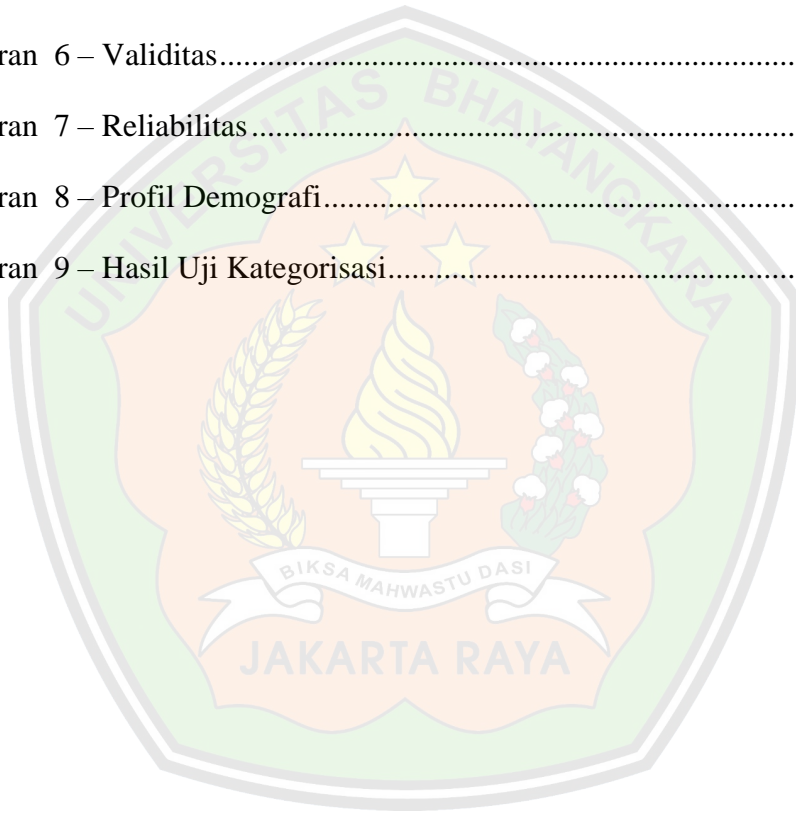 ran 6 – Validitas................................................................................
ran 7 – Reliabilitas............................................................................
ran 8 – Profil Demografi...................................................................
ran 9 – Hasil Uji Kategorisasi...........................................................
UNIVERSITAS BHAYANGKARA
BIKSA MAHWASTU DASI
JAKARTA RAYA